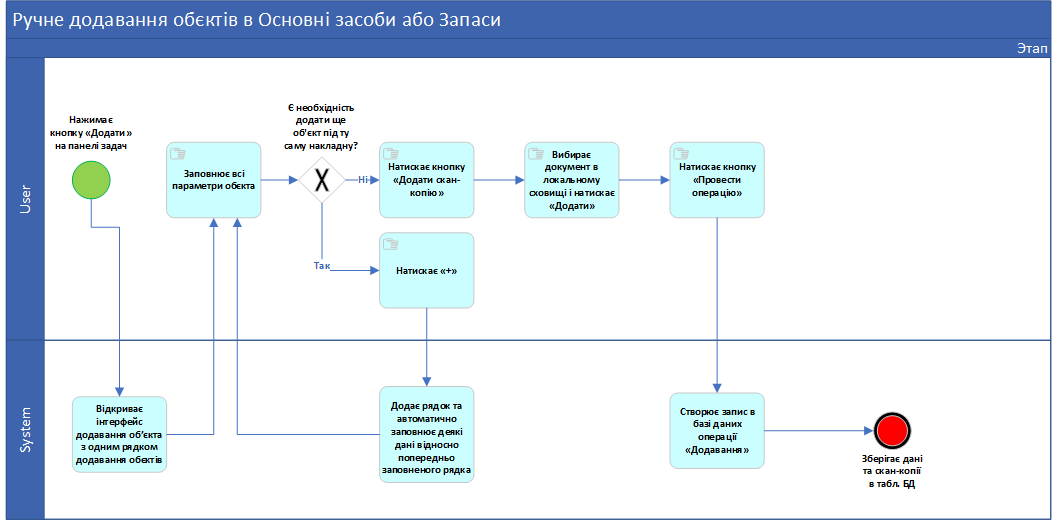 Ручне додавання обєктів в Основні засоби або Запаси
Этап
User
Нажимає
кнопку «Додати»
на панелі задач
Заповнює всі
параметри обєкта
Є необхідність
додати ще
об'єкт під ту
саму накладну?
Ні
Натискає кнопку
«Додати скан-
копію»
Вибирає
документ в
локальному
сховищі і натискає
«Додати»
Натискає кнопку
«Провести
операцію»
Так
Натискає «+»
System
Відкриває
інтерфейс
додавання об'єкта
з одним рядком
додавання обєктів
Додає рядок та
автоматично
заповнює деякі
дані відносно
попередньо
заповненого рядка
Створює запис в
базі даних
операції
«Додавання»
Зберігає дані
та скан-копії
в табл. БД